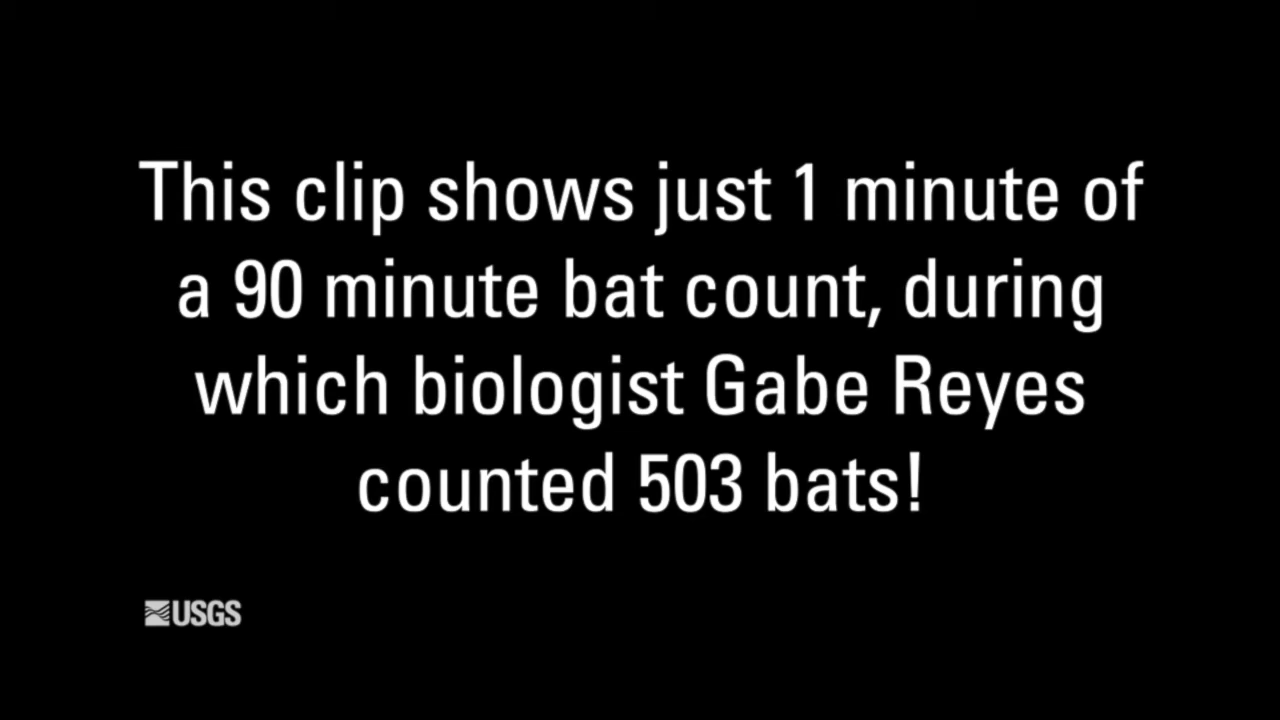 This clip shows just 1 minute of
a 90 minute bat count, during
which biologist Gabe Reyes
counted 503 bats!
USGS